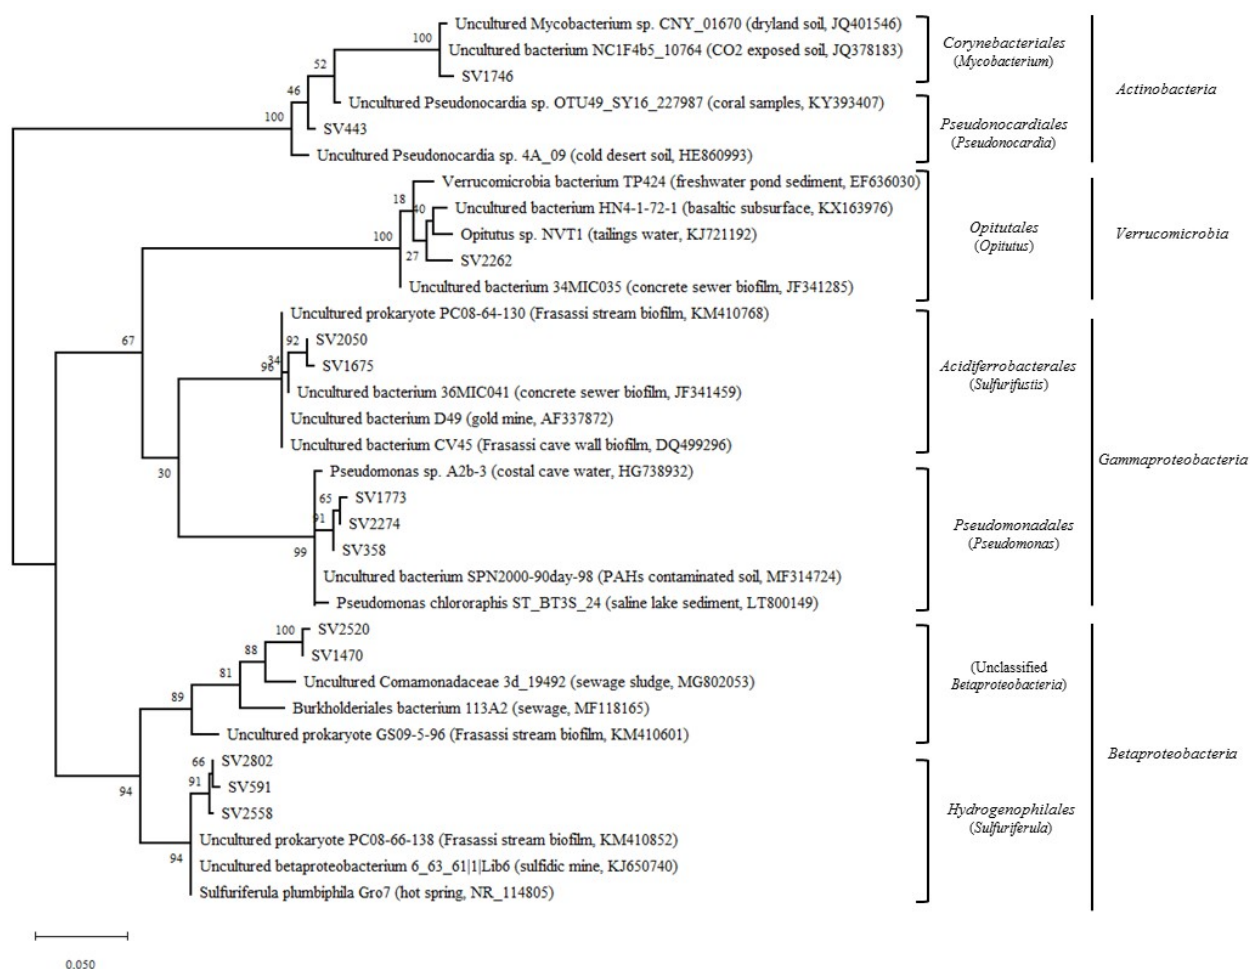 Uncultured Mycobacterium sp. CNY_01670 (dryland soil, JQ401546)
100
Uncultured bacterium NC1F4b5_10764 (CO2 exposed soil, JQ378183)
Corynebacteriales
(Mycobacterium)
52
SV1746
Actinobacteria
46
Uncultured Pseudonocardia sp. OTU49_SY16_227987 (coral samples, KY393407)
100
SV443
Pseudonocardiales
(Pseudonocardia)
Uncultured Pseudonocardia sp. 4A_09 (cold desert soil, HE860993)
Verrucomicrobia bacterium TP424 (freshwater pond sediment, EF636030)
18
40
Uncultured bacterium HN4-1-72-1 (basaltic subsurface, KX163976)
100
Opitutus sp. NVT1 (tailings water, KJ721192)
Opitutales
(Opitutus)
Verrucomicrobia
27
SV2262
Uncultured bacterium 34MIC035 (concrete sewer biofilm, JF341285)
Uncultured prokaryote PC08-64-130 (Frasassi stream biofilm, KM410768)
67
92
SV2050
34
96
SV1675
Acidiferrobacterales
(Sulfurifustis)
Uncultured bacterium 36MIC041 (concrete sewer biofilm, JF341459)
Uncultured bacterium D49 (gold mine, AF337872)
Uncultured bacterium CV45 (Frasassi cave wall biofilm, DQ499296)
Gammaproteobacteria
30
Pseudomonas sp. A2b-3 (costal cave water, HG738932)
65
SV1773
91
SV2274
Pseudomonadales
(Pseudomonas)
99
SV358
Uncultured bacterium SPN2000-90day-98 (PAHs contaminated soil, MF314724)
Pseudomonas chlororaphis ST_BT3S_24 (saline lake sediment, LT800149)
100
SV2520
88
SV1470
81
Uncultured Comamonadaceae 3d_19492 (sewage sludge, MG802053)
(Unclassified
Betaproteobacteria)
89
Burkholderiales bacterium 113A2 (sewage, MF118165)
Uncultured prokaryote GS09-5-96 (Frasassi stream biofilm, KM410601)
Betaproteobacteria
66
SV2802
91
SV591
94
SV2558
Hydrogenophilales
(Sulfuriferula)
Uncultured prokaryote PC08-66-138 (Frasassi stream biofilm, KM410852)
94
Uncultured betaproteobacterium 6_63_61|1|Lib6 (sulfidic mine, KJ650740)
Sulfuriferula plumbiphila Gro7 (hot spring, NR_114805)
0.050